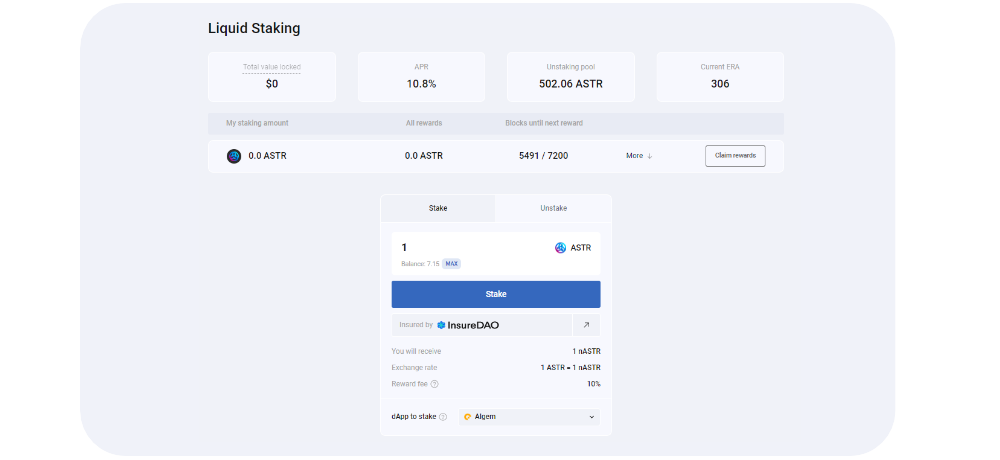 Liquid Staking
Total value locked
$0
APR
10.8%
Unstaking pool
502.06 ASTR
Current ERA
306
My staking amount All rewards Blocks until next reward
0.0 ASTR 0.0 ASTR 5491 / 7200 More ↓ Claim rewards
Stake Unstake
1 ASTR
Balance: 7.15 MAX
Stake
Insured by InsureDAO
You will receive 1 nASTR
Exchange rate 1 ASTR = 1 nASTR
Reward fee ? 10%
dApp to stake ? Algem